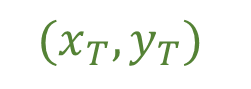 (x_T, y_T)